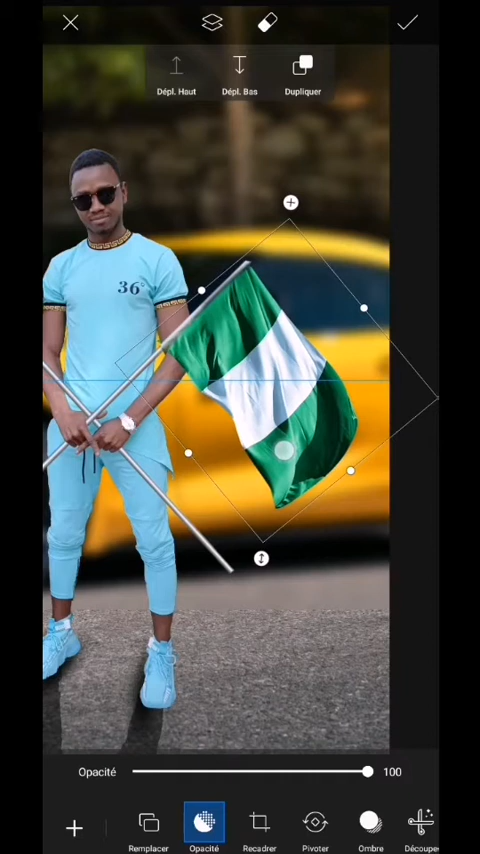 Dépl. Haut
Dépl. Bas
Dupliquer
36°
Opacité
100
Remplacer
Opacité
Recadrer
Pivoter
Ombre
Découpe